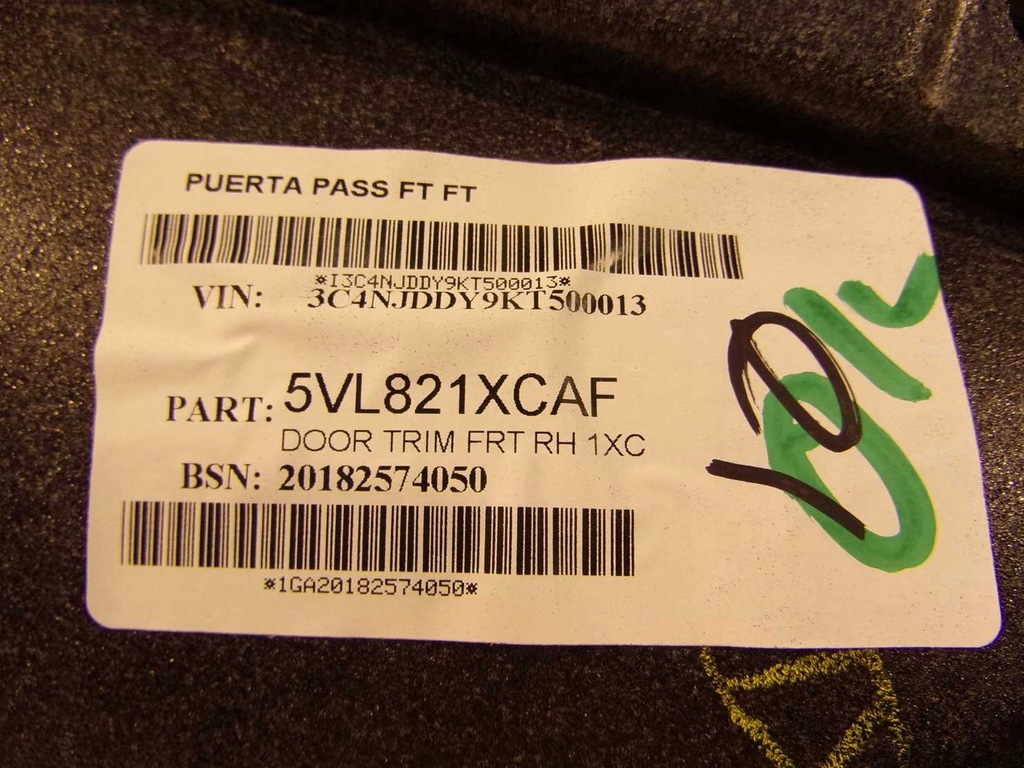 PUERTA PASS FT FT
*I3C4NJDDY9KT500013*
VIN: 3C4NJDDY9KT500013
PART: 5VL821XCAF
DOOR TRIM FRT RH 1XC
BSN: 20182574050
*1GA20182574050*